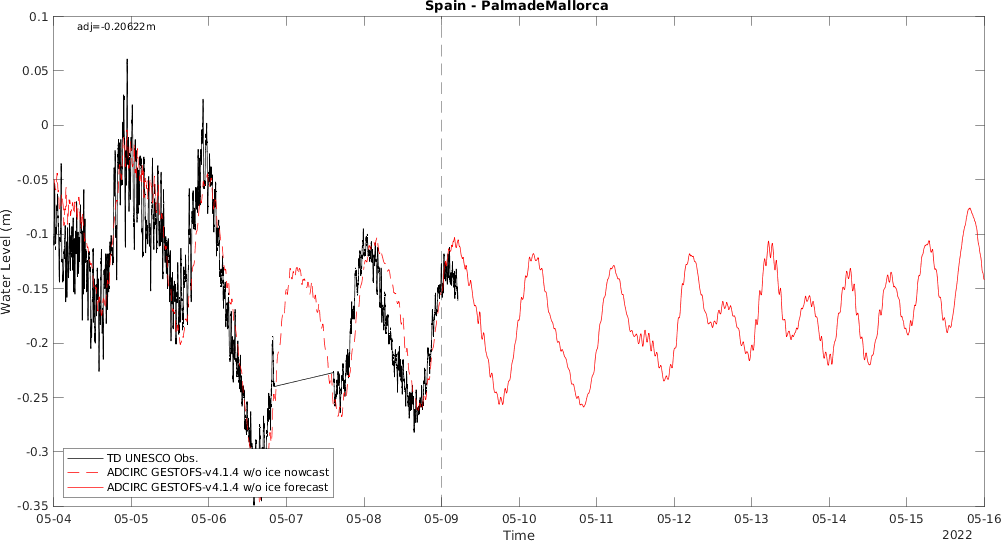 Spain - PalmadeMallorca
adj=-0.20622m
0.1
0.05
0
-0.05
-0.1
-0.15
-0.2
-0.25
-0.3
-0.35
Water Level (m)
TD UNESCO Obs.
ADCIRC GESTOFS-v4.1.4 w/o ice nowcast
ADCIRC GESTOFS-v4.1.4 w/o ice forecast
05-04 05-05 05-06 05-07 05-08 05-09 05-10 05-11 05-12 05-13 05-14 05-15 05-16
Time
2022